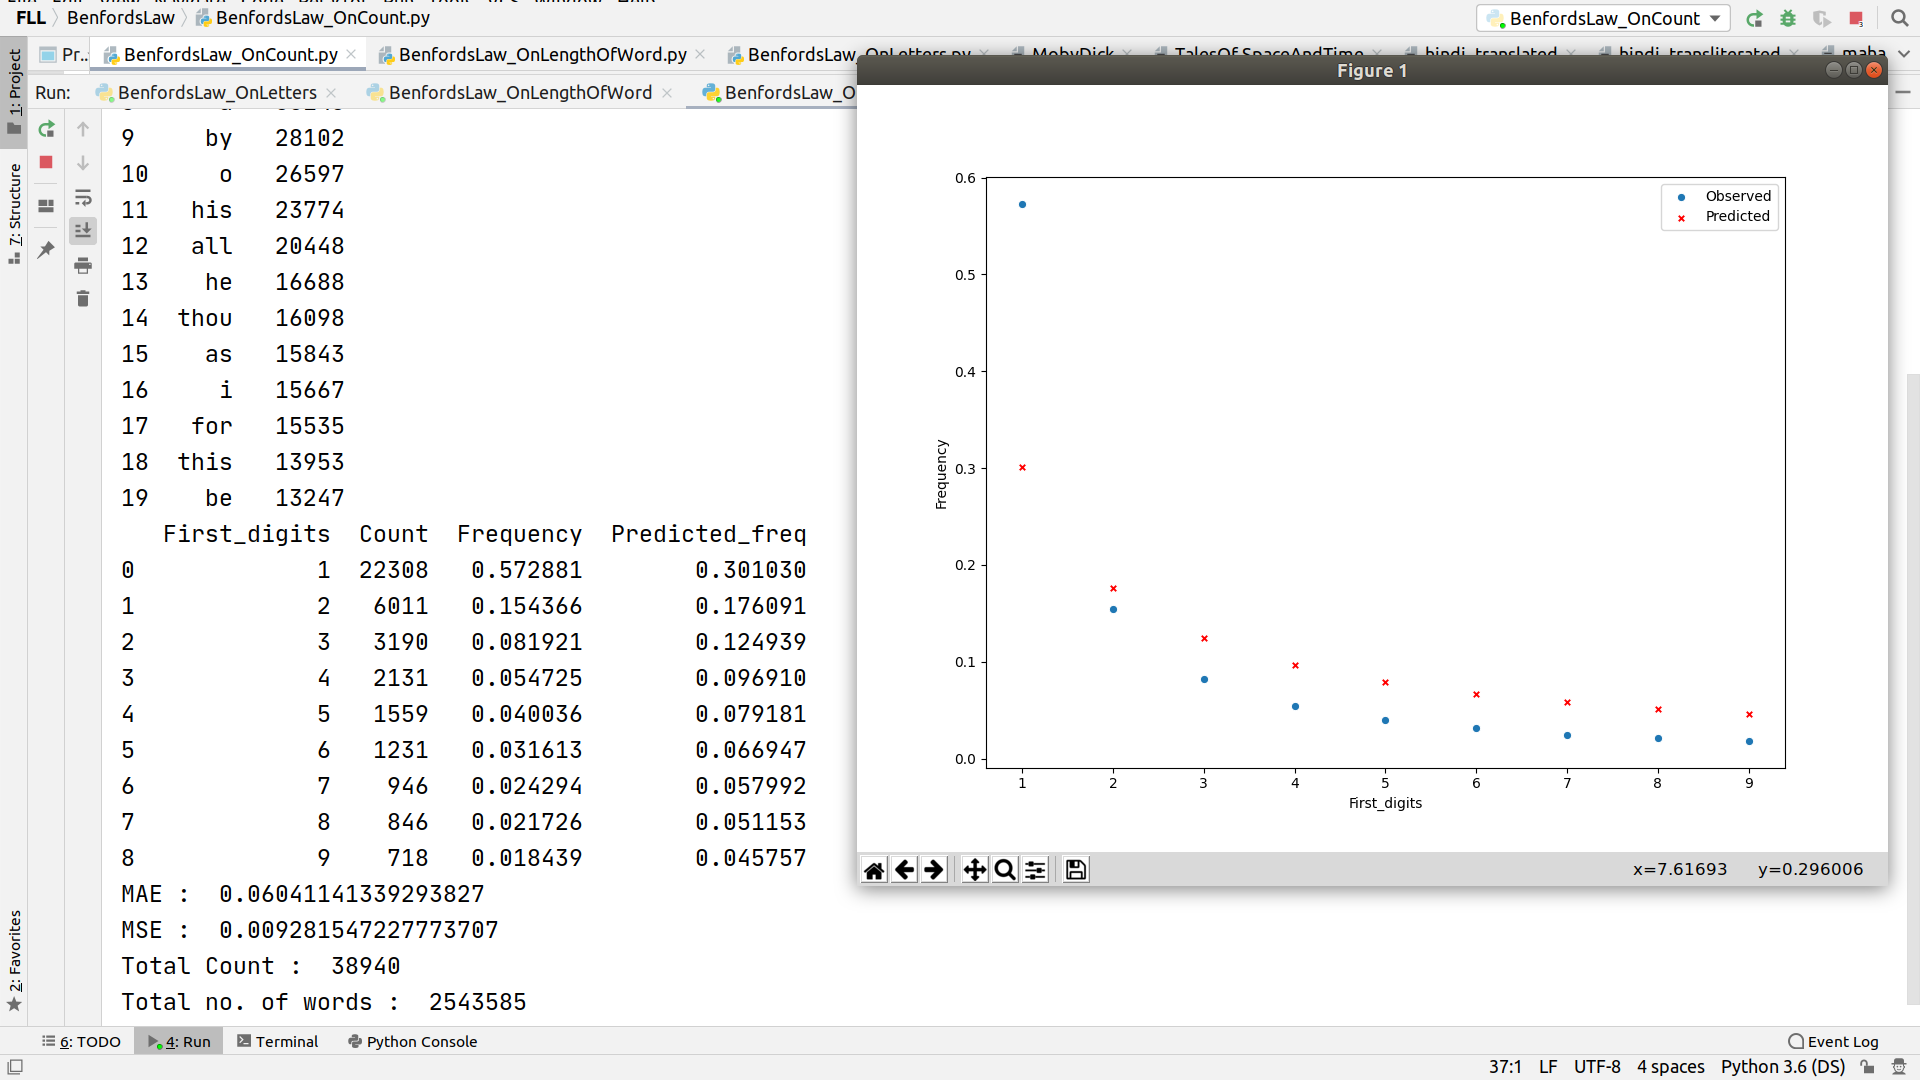 FLL BenfordsLaw BenfordsLaw_OnCount.py BenfordsLaw_OnCount
Pr.. BenfordsLaw_OnCount.py BenfordsLaw_OnLengthOfWord.py BenfordsLaw_OnLetters.py MobyDick TalesOfSpaceAndTime hindi_translated hindi_transliterated maha
Run: BenfordsLaw_OnLetters BenfordsLaw_OnLengthOfWord BenfordsLaw_O
1: Project
7: Structure
2: Favorites
9 by 28102
10 o 26597
11 his 23774
12 all 20448
13 he 16688
14 thou 16098
15 as 15843
16 i 15667
17 for 15535
18 this 13953
19 be 13247
First_digits Count Frequency Predicted_freq
0 1 22308 0.572881 0.301030
1 2 6011 0.154366 0.176091
2 3 3190 0.081921 0.124939
3 4 2131 0.054725 0.096910
4 5 1559 0.040036 0.079181
5 6 1231 0.031613 0.066947
6 7 946 0.024294 0.057992
7 8 846 0.021726 0.051153
8 9 718 0.018439 0.045757
MAE : 0.06041141339293827
MSE : 0.009281547227773707
Total Count : 38940
Total no. of words : 2543585
Figure 1
Observed
Predicted
0.6
0.5
0.4
0.3
0.2
0.1
0.0
Frequency
1 2 3 4 5 6 7 8 9
First_digits
x=7.61693 y=0.296006
6: TODO 4: Run Terminal Python Console Event Log
37:1 LF UTF-8 4 spaces Python 3.6 (DS)